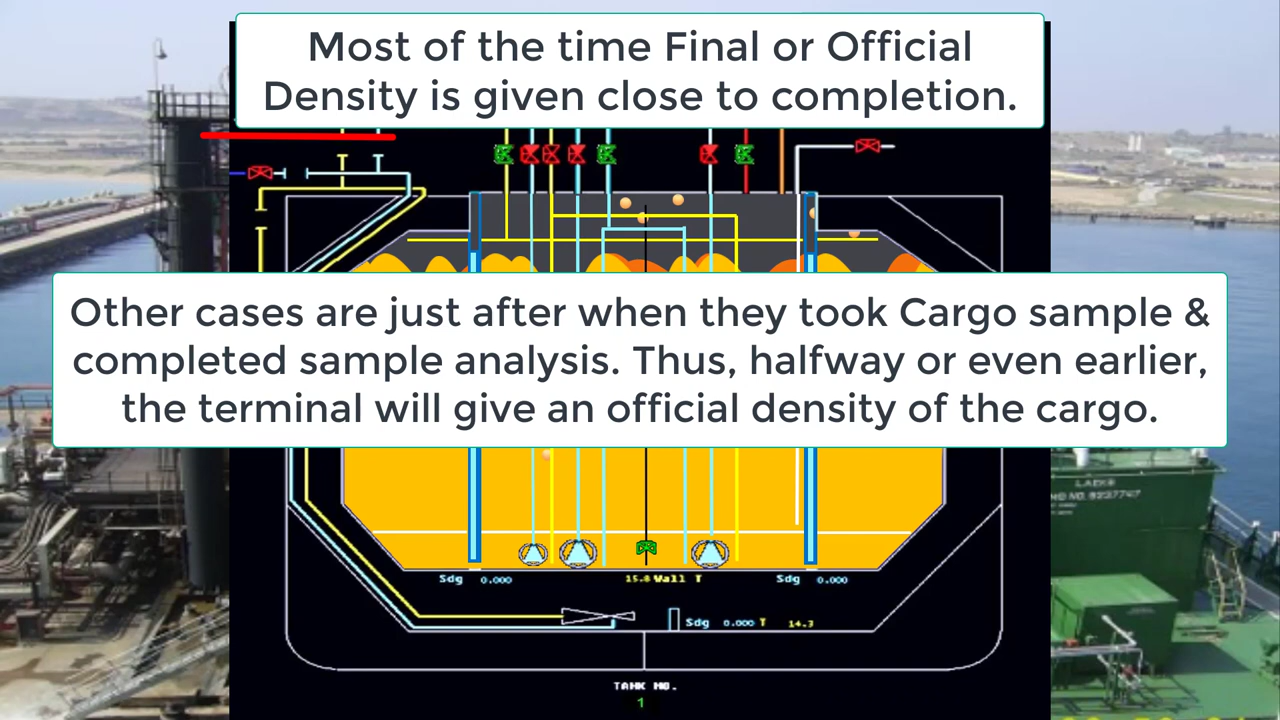 Most of the time Final or Official
Density is given close to completion.
Other cases are just after when they took Cargo sample &
completed sample analysis. Thus, halfway or even earlier,
the terminal will give an official density of the cargo.
LAEKS
Sdg 0.000 15.8 Wall T Sdg 0.000
Sdg 0.000 T 14.3
TANK NO.
1